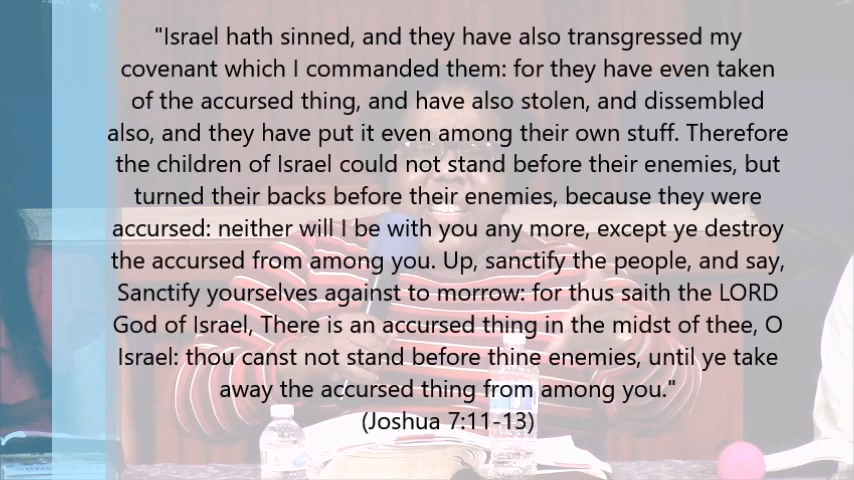 "Israel hath sinned, and they have also transgressed my
covenant which I commanded them: for they have even taken
of the accursed thing, and have also stolen, and dissembled
also, and they have put it even among their own stuff. Therefore
the children of Israel could not stand before their enemies, but
turned their backs before their enemies, because they were
accursed: neither will I be with you any more, except ye destroy
the accursed from among you. Up, sanctify the people, and say,
Sanctify yourselves against to morrow: for thus saith the LORD
God of Israel, There is an accursed thing in the midst of thee, O
Israel: thou canst not stand before thine enemies, until ye take
away the accursed thing from among you."
(Joshua 7:11-13)